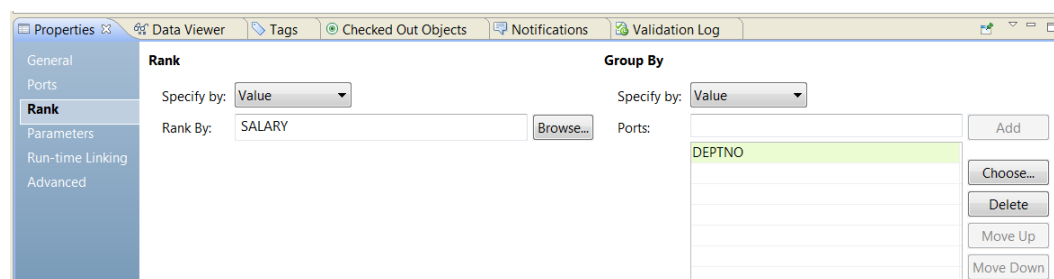 Properties Data Viewer Tags Checked Out Objects Notifications Validation Log
General
Ports
Rank
Parameters
Run-time Linking
Advanced
Rank
Specify by: Value
Rank By: SALARY Browse...
Group By
Specify by: Value
Ports: Add
DEPTNO
Choose...
Delete
Move Up
Move Down